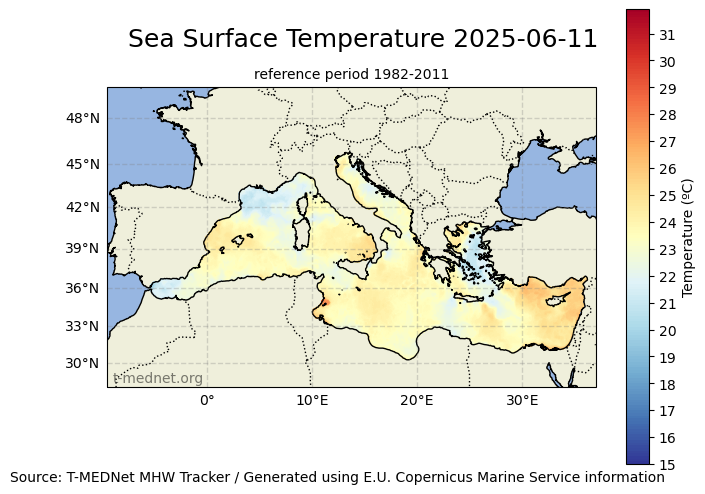 Sea Surface Temperature 2025-06-11
reference period 1982-2011
48°N
45°N
42°N
39°N
36°N
33°N
30°N
t-mednet.org
0°
10°E
20°E
30°E
31
30
29
28
27
26
25
24
23
22
21
20
19
18
17
16
15
Temperature (ºC)
Source: T-MEDNet MHW Tracker / Generated using E.U. Copernicus Marine Service information